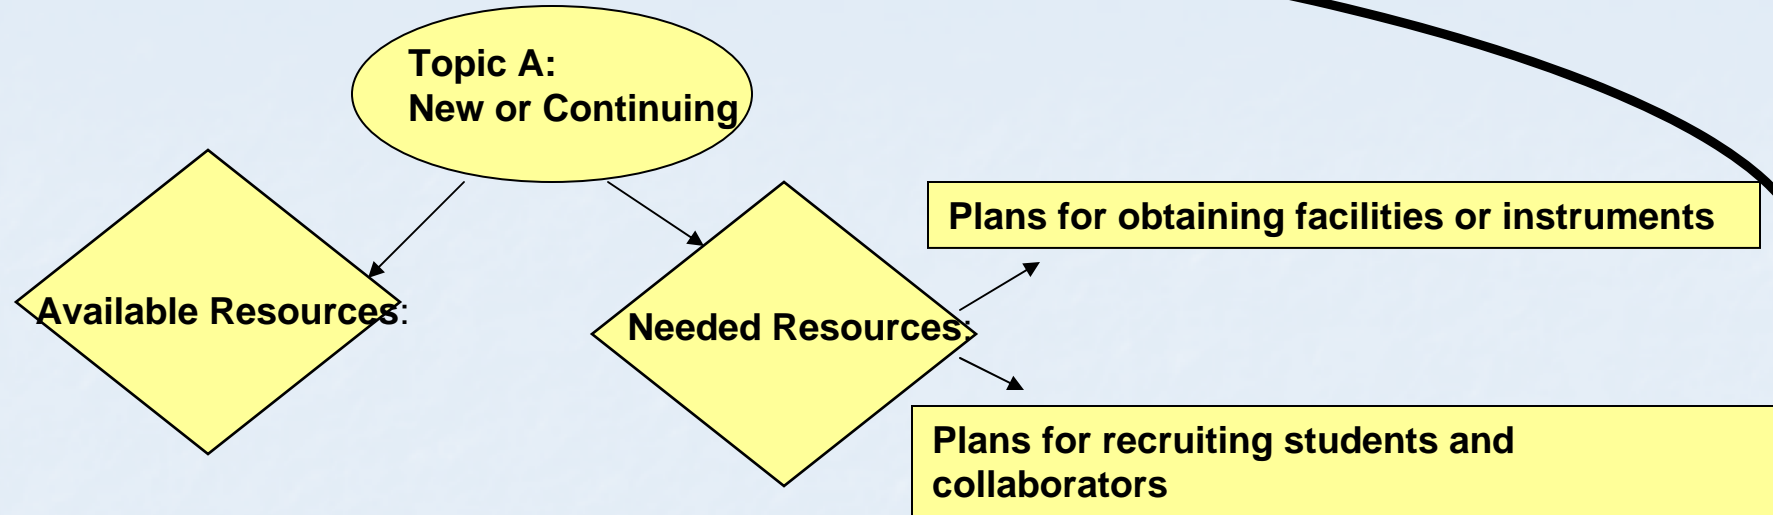 Topic A:
New or Continuing
Available Resources:
Needed Resources:
Plans for obtaining facilities or instruments
Plans for recruiting students and
collaborators